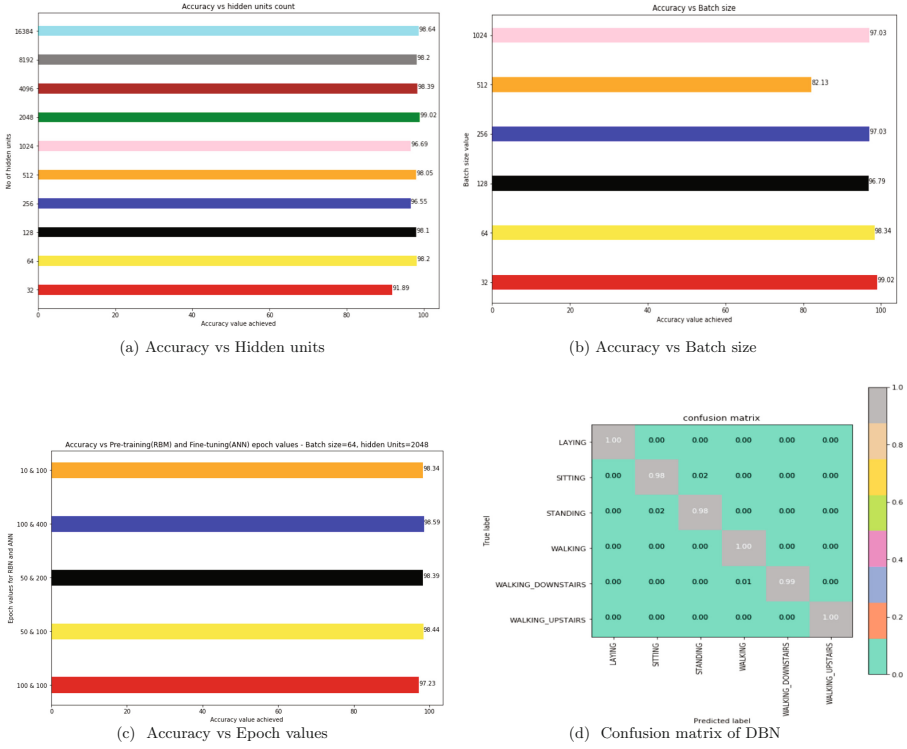 Accuracy vs hidden units count
No of hidden units
16384 98.64
8192 98.2
4096 98.39
2048 99.02
1024 96.69
512 98.05
256 96.55
128 98.1
64 98.2
32 91.89
0 20 40 60 80 100
Accuracy value achieved
(a) Accuracy vs Hidden units
Accuracy vs Batch size
Batch size value
1024 97.03
512 82.13
256 97.03
128 96.79
64 98.34
32 99.02
0 20 40 60 80 100
Accuracy value achieved
(b) Accuracy vs Batch size
Accuracy vs Pre-training(RBM) and Fine-tuning(ANN) epoch values - Batch size=64, hidden Units=2048
Epoch values for RBN and ANN
10 & 100 98.34
100 & 400 98.59
50 & 200 98.39
50 & 100 98.44
100 & 100 97.23
0 20 40 60 80 100
Accuracy value achieved
(c) Accuracy vs Epoch values
confusion matrix
True label
LAYING 1.00 0.00 0.00 0.00 0.00 0.00
SITTING 0.00 0.98 0.02 0.00 0.00 0.00
STANDING 0.00 0.02 0.98 0.00 0.00 0.00
WALKING 0.00 0.00 0.00 1.00 0.00 0.00
WALKING_DOWNSTAIRS 0.00 0.00 0.00 0.01 0.99 0.00
WALKING_UPSTAIRS 0.00 0.00 0.00 0.00 0.00 1.00
LAYING
SITTING
STANDING
WALKING
WALKING_DOWNSTAIRS
WALKING_UPSTAIRS
Predicted label
1.0
0.8
0.6
0.4
0.2
0.0
(d) Confusion matrix of DBN